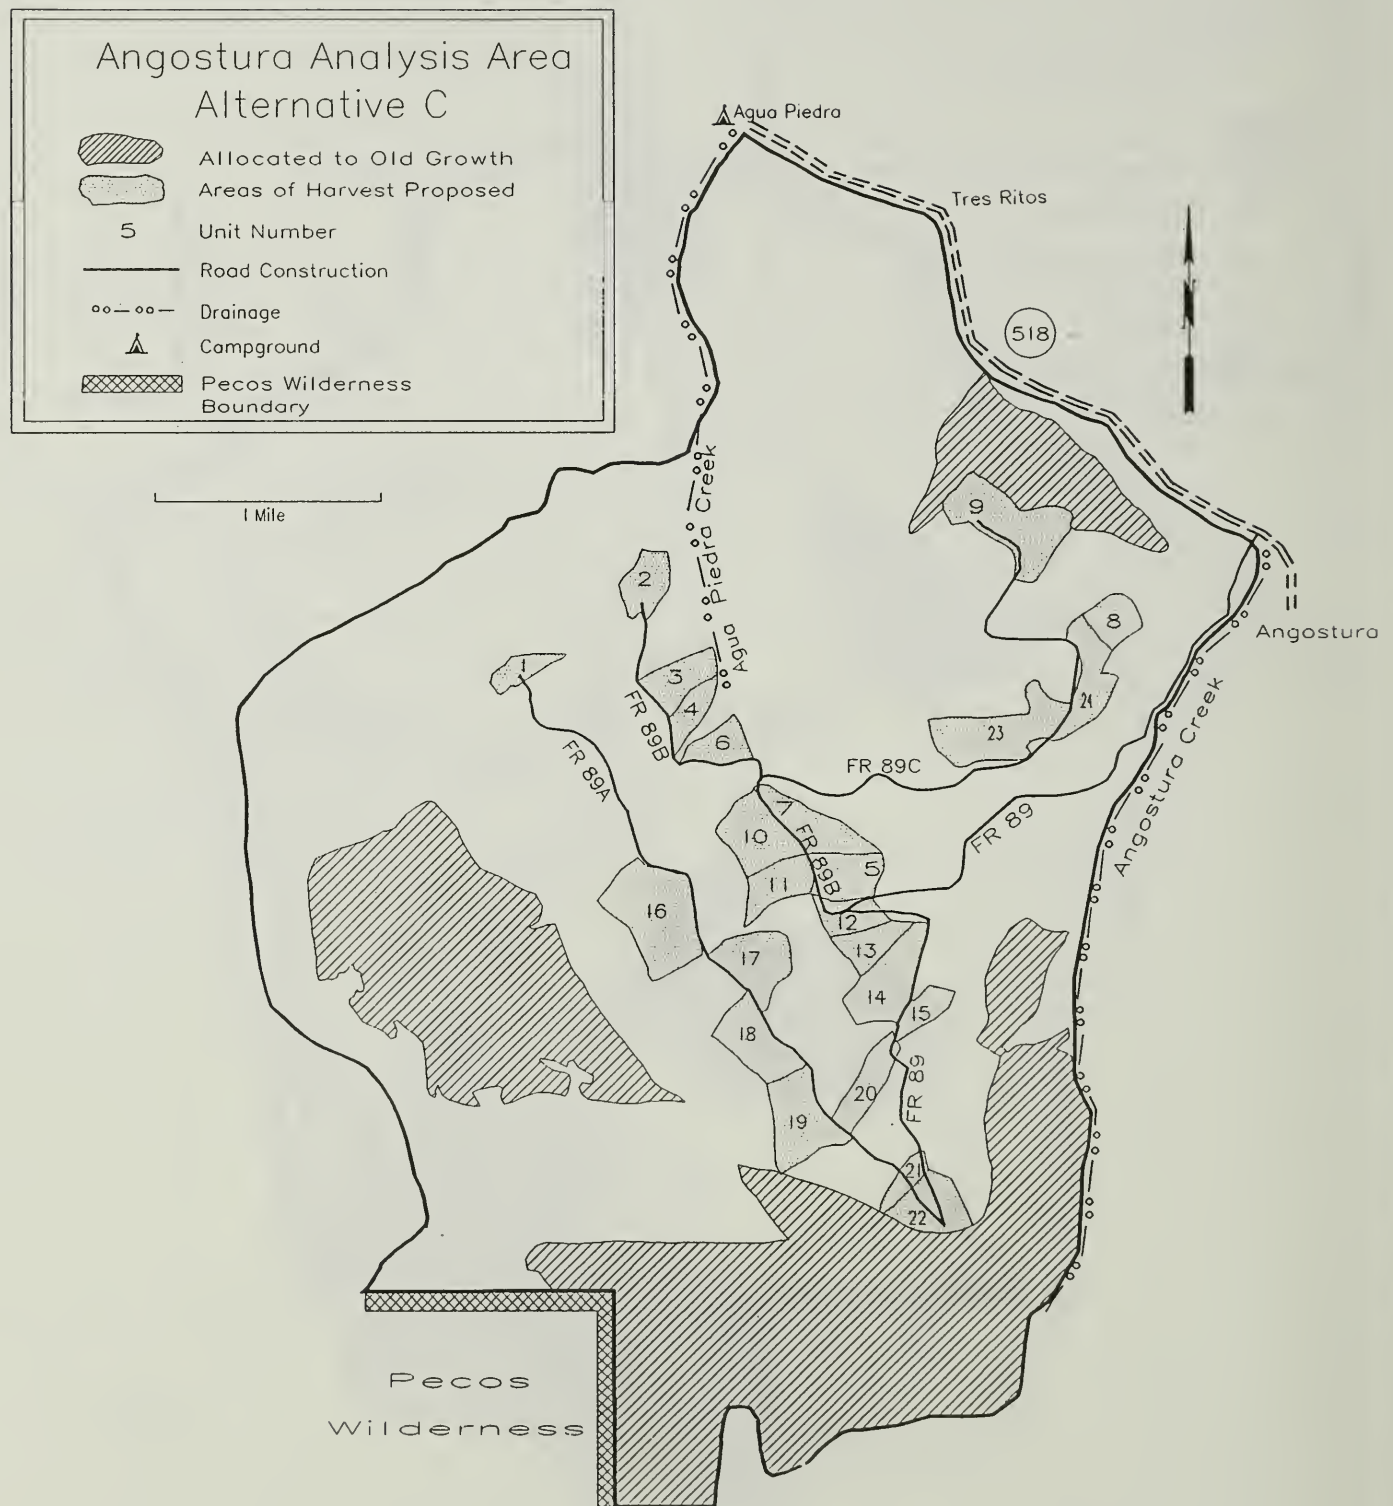 Angostura Analysis Area
Alternative C
Allocated to Old Growth
Areas of Harvest Proposed
5 Unit Number
Road Construction
Drainage
Campground
Pecos Wilderness
Boundary
Agua Piedra
Tres Ritos
N
518
1 Mile
Agua Piedra Creek
9
2
8
Angostura
1
3
4
24
FR 89B
23
6
FR 89A
FR 89C
Angostura Creek
7
10
FR 89B
FR 89
5
11
16
12
13
17
14
15
18
20
FR 89
19
21
22
Pecos
Wilderness